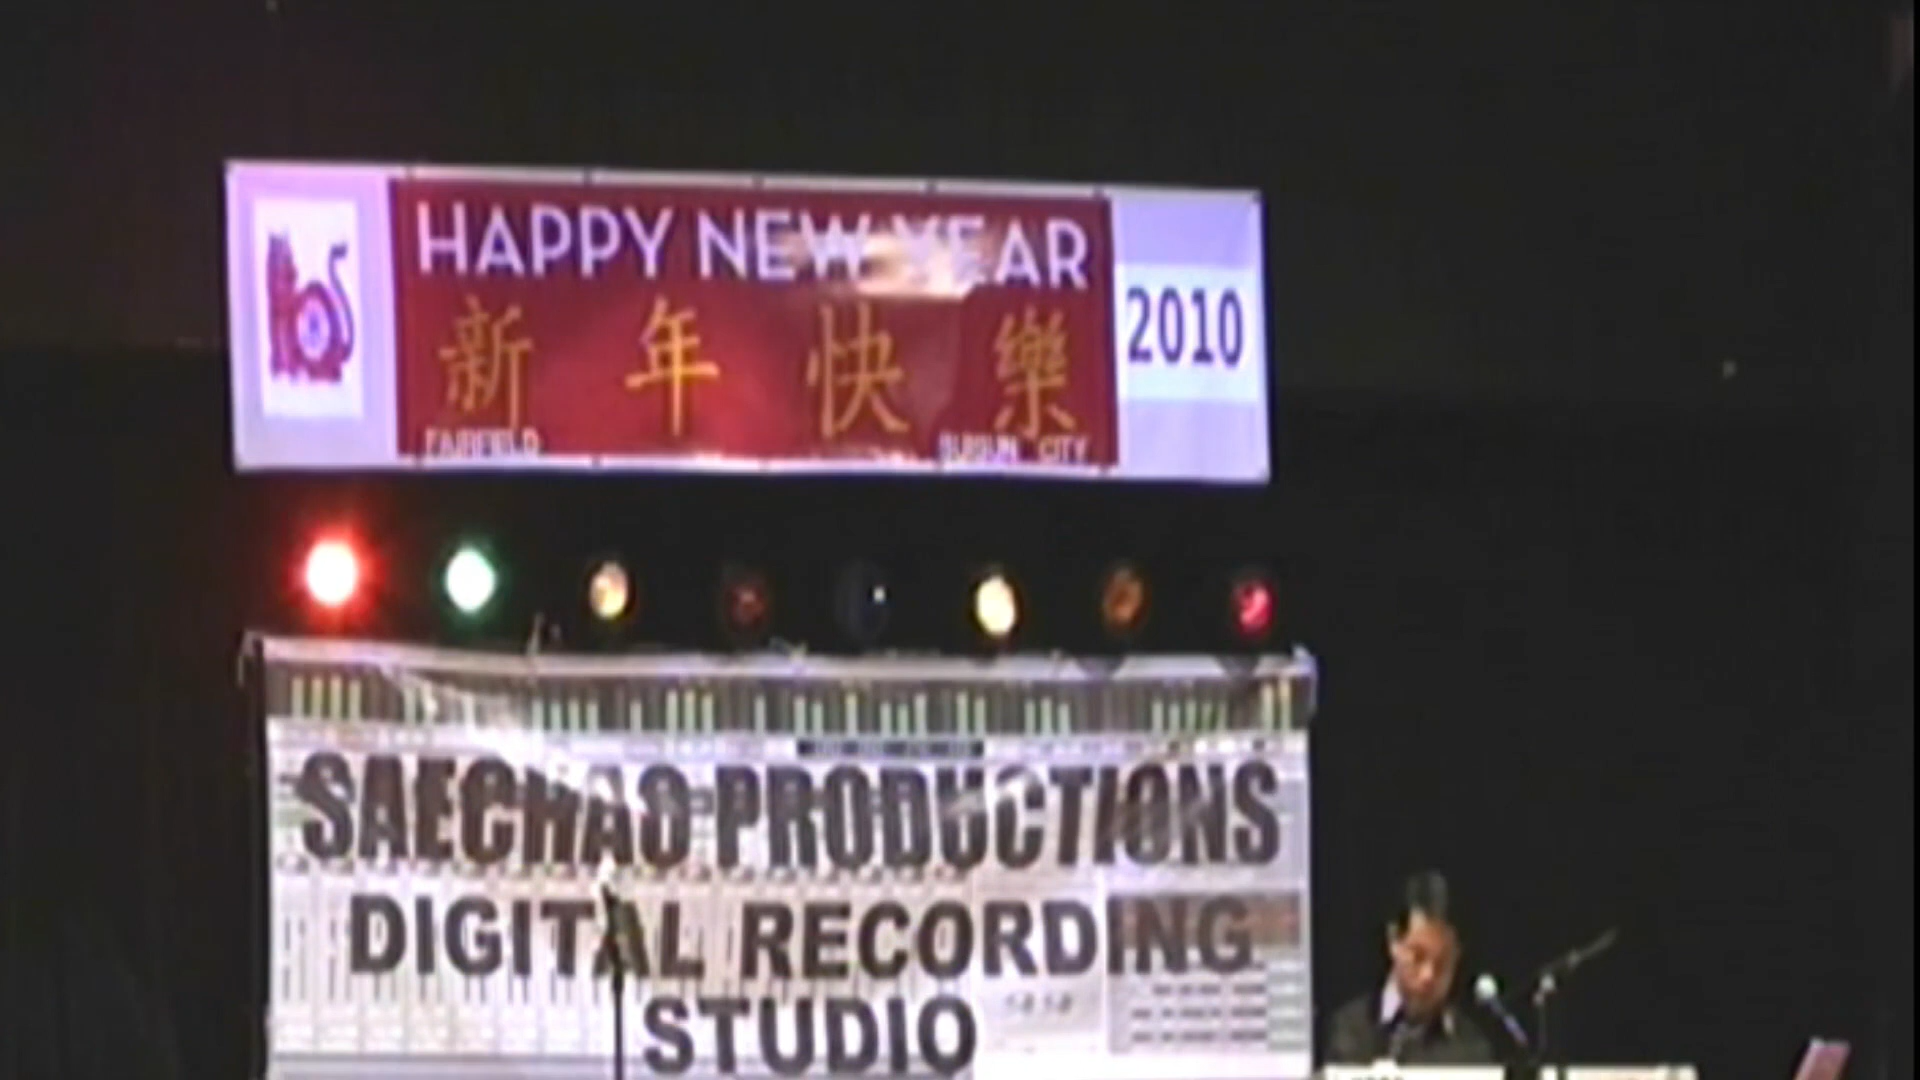 HAPPY NEW YEAR
新年快樂
2010
FAIRFIELD SUISUN CITY
SAECHAO PRODUCTIONS
DIGITAL RECORDING
STUDIO